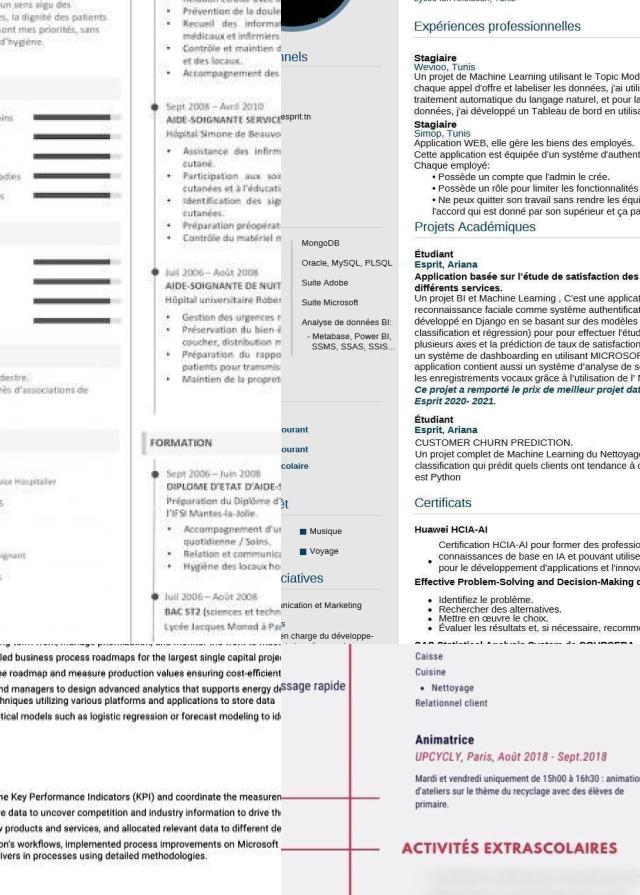 un sens aigu des
, la dignité des patients
sont mes priorités, sans
d'hygiène.
ins
adies
s
destre.
rès d'associations de
vice Hospitalier
s
ignant
s
Prévention de la doule
• Recueil des informat
médicaux et infirmiers
• Contrôle et maintien d
et des locaux.
• Accompagnement des
Sept 2008 – Avril 2010
AIDE-SOIGNANTE SERVICE
Hôpital Simone de Beauvo
• Assistance des infirm
cutané.
• Participation aux soi
cutanées et à l'éducati
• Identification des sig
cutanées.
• Préparation préopérat
• Contrôle du matériel n
Juil 2006 – Août 2008
AIDE-SOIGNANTE DE NUIT
Hôpital universitaire Rober
• Gestion des urgences r
• Préservation du bien-ê
coucher, distribution m
• Préparation du rappo
patients pour transmis
• Maintien de la propret
FORMATION
Sept 2006 – Juin 2008
DIPLOME D'ETAT D'AIDE-S
Préparation du Diplôme d'
l'IFSI Mantes-la-Jolie.
• Accompagnement d'un
quotidienne / Soins.
• Relation et communica
• Hygiène des locaux ho
Juil 2006 – Août 2008
BAC ST2 (sciences et techn
Lycée Jacques Monod à Par
nnels
esprit.tn
MongoDB
Oracle, MySQL, PLSQL
Suite Adobe
Suite Microsoft
Analyse de données BI:
- Metabase, Power BI,
SSMS, SSAS, SSIS...
ourant
ourant
colaire
êt
Musique
Voyage
ciatives
nication et Marketing
s
en charge du développe-
Expériences professionnelles
Stagiaire
Wevioo, Tunis
Un projet de Machine Learning utilisant le Topic Mod
chaque appel d'offre et labeliser les données, j'ai utili
traitement automatique du langage naturel, et pour la
données, j'ai développé un Tableau de bord en utilisa
Stagiaire
Simop, Tunis
Application WEB, elle gère les biens des employés.
Cette application est équipée d'un système d'authent
Chaque employé:
• Possède un compte que l'admin le crée.
• Possède un rôle pour limiter les fonctionnalités
• Ne peux quitter son travail sans rendre les équi
l'accord qui est donné par son supérieur et ça pa
Projets Académiques
Étudiant
Esprit, Ariana
Application basée sur l'étude de satisfaction des
différents services.
Un projet BI et Machine Learning , C'est une applicat
reconnaissance faciale comme système authentificat
développé en Django en se basant sur des modèles
classification et régression) pour pour effectuer l'étud
plusieurs axes et la prédiction de taux de satisfaction
un système de dashboarding en utilisant MICROSOF
application contient aussi un système d'analyse de s
les enregistrements vocaux grâce à l'utilisation de l' N
Ce projet a remporté le prix de meilleur projet dat
Esprit 2020- 2021.
Étudiant
Esprit, Ariana
CUSTOMER CHURN PREDICTION.
Un projet complet de Machine Learning du Nettoyage
classification qui prédit quels clients ont tendance à c
est Python
Certificats
Huawei HCIA-AI
Certification HCIA-AI pour former des professio
• connaissances de base en IA et pouvant utilise
pour le développement d'applications et l'innova
Effective Problem-Solving and Decision-Making d
• Identifiez le problème.
• Rechercher des alternatives.
• Mettre en œuvre le choix.
• Évaluer les résultats et, si nécessaire, recomme
led business process roadmaps for the largest single capital proje
e roadmap and measure production values ensuring cost-efficient
nd managers to design advanced analytics that supports energy de
hniques utilizing various platforms and applications to store data
tical models such as logistic regression or forecast modeling to ide
ne Key Performance Indicators (KPI) and coordinate the measuren
re data to uncover competition and industry information to drive the
v products and services, and allocated relevant data to different de
on's workflows, implemented process improvements on Microsoft
rivers in processes using detailed methodologies.
ssage rapide
Caisse
Cuisine
• Nettoyage
Relationnel client
Animatrice
UPCYCLY, Paris, Août 2018 - Sept.2018
Mardi et vendredi uniquement de 15h00 à 16h30 : animation
d'ateliers sur le thème du recyclage avec des élèves de
primaire.
ACTIVITÉS EXTRASCOLAIRES